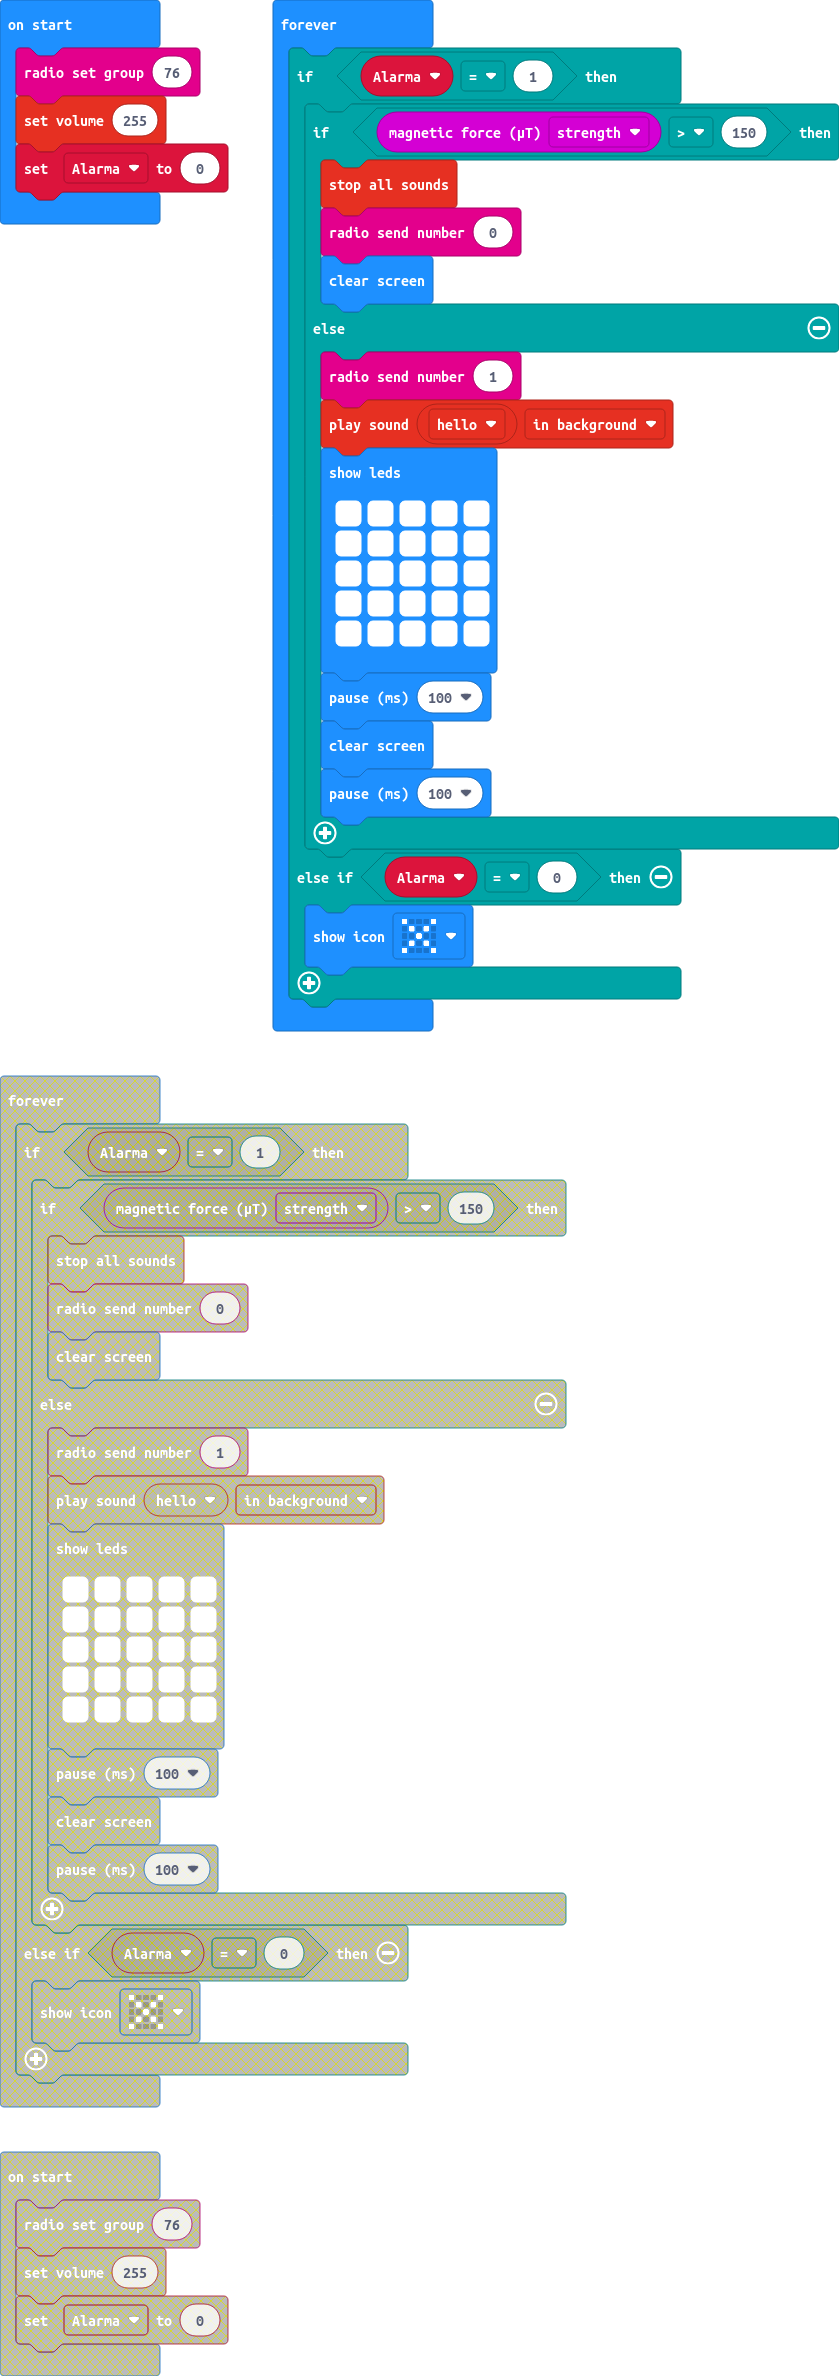 on start
radio set group 76
set volume 255
set Alarma to 0
forever
if Alarma = 1 then
if magnetic force (µT) strength > 150 then
stop all sounds
radio send number 0
clear screen
else
radio send number 1
play sound hello in background
show leds
pause (ms) 100
clear screen
pause (ms) 100
else if Alarma = 0 then
show icon
forever
if Alarma = 1 then
if magnetic force (µT) strength > 150 then
stop all sounds
radio send number 0
clear screen
else
radio send number 1
play sound hello in background
show leds
pause (ms) 100
clear screen
pause (ms) 100
else if Alarma = 0 then
show icon
on start
radio set group 76
set volume 255
set Alarma to 0